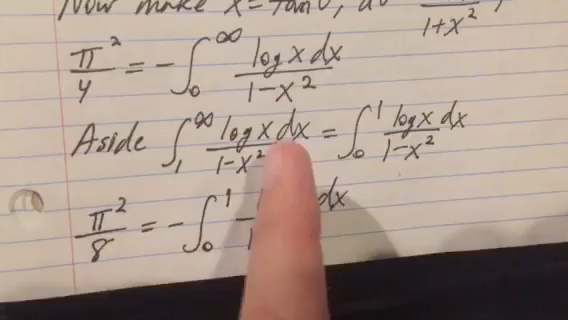 Now make x = tan θ, dθ = dx/(1+x²),
π²/4 = -∫₀^∞ log x dx / (1-x²)
Aside ∫₁^∞ log x dx / (1-x²) = ∫₀¹ log x dx / (1-x²)
π²/8 = -∫₀¹ dx